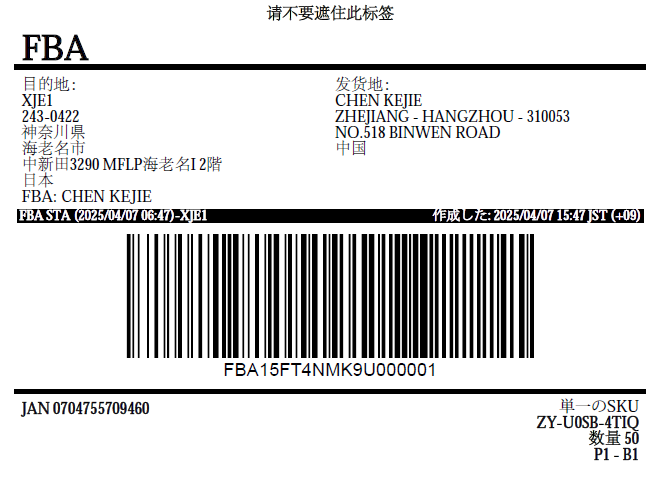 请不要遮住此标签
FBA
目的地:
XJE1
243-0422
神奈川県
海老名市
中新田3290 MFLP海老名I 2階
日本
FBA: CHEN KEJIE
发货地:
CHEN KEJIE
ZHEJIANG - HANGZHOU - 310053
NO.518 BINWEN ROAD
中国
FBA STA (2025/04/07 06:47)-XJE1
作成した: 2025/04/07 15:47 JST (+09)
FBA15FT4NMK9U000001
JAN 0704755709460
単一のSKU
ZY-U0SB-4TIQ
数量 50
P1 - B1